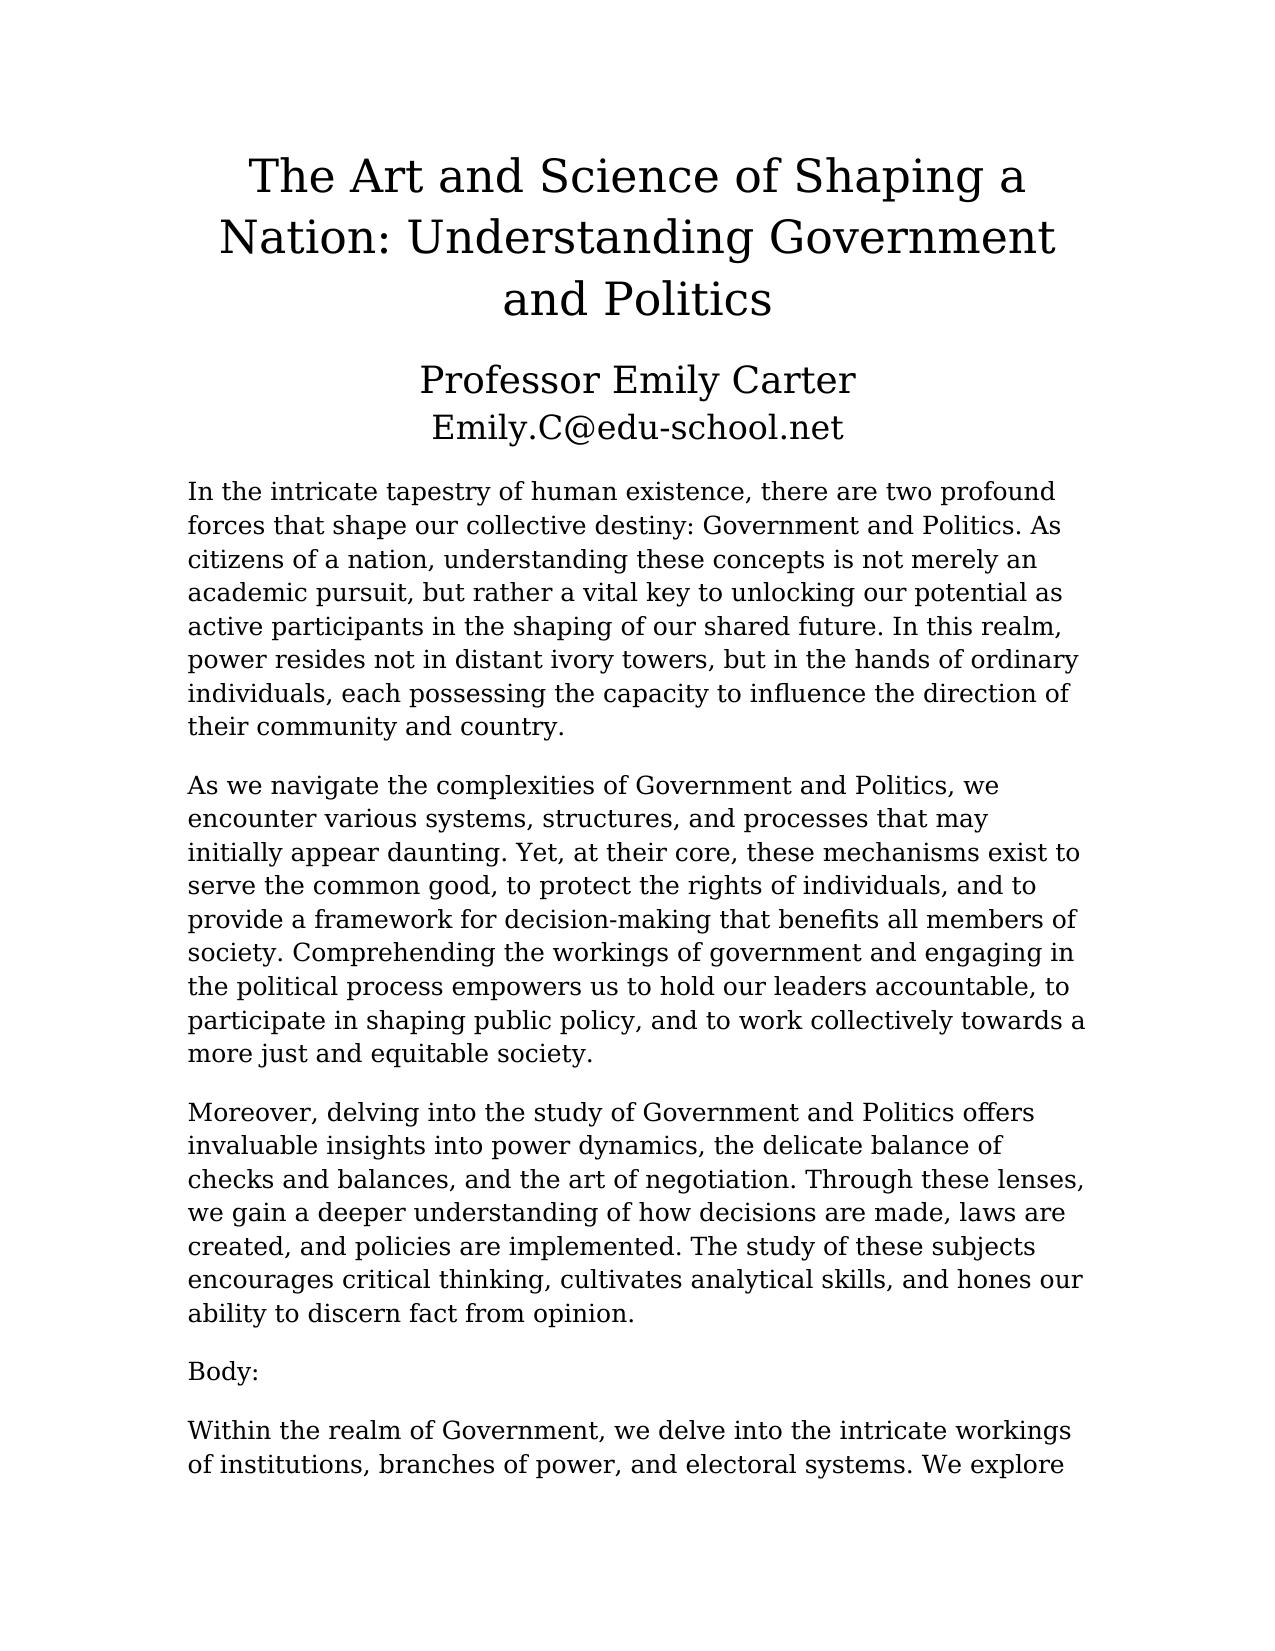 The Art and Science of Shaping a
Nation: Understanding Government
and Politics
Professor Emily Carter
Emily.C@edu-school.net
In the intricate tapestry of human existence, there are two profound
forces that shape our collective destiny: Government and Politics. As
citizens of a nation, understanding these concepts is not merely an
academic pursuit, but rather a vital key to unlocking our potential as
active participants in the shaping of our shared future. In this realm,
power resides not in distant ivory towers, but in the hands of ordinary
individuals, each possessing the capacity to influence the direction of
their community and country.
As we navigate the complexities of Government and Politics, we
encounter various systems, structures, and processes that may
initially appear daunting. Yet, at their core, these mechanisms exist to
serve the common good, to protect the rights of individuals, and to
provide a framework for decision-making that benefits all members of
society. Comprehending the workings of government and engaging in
the political process empowers us to hold our leaders accountable, to
participate in shaping public policy, and to work collectively towards a
more just and equitable society.
Moreover, delving into the study of Government and Politics offers
invaluable insights into power dynamics, the delicate balance of
checks and balances, and the art of negotiation. Through these lenses,
we gain a deeper understanding of how decisions are made, laws are
created, and policies are implemented. The study of these subjects
encourages critical thinking, cultivates analytical skills, and hones our
ability to discern fact from opinion.
Body:
Within the realm of Government, we delve into the intricate workings
of institutions, branches of power, and electoral systems. We explore